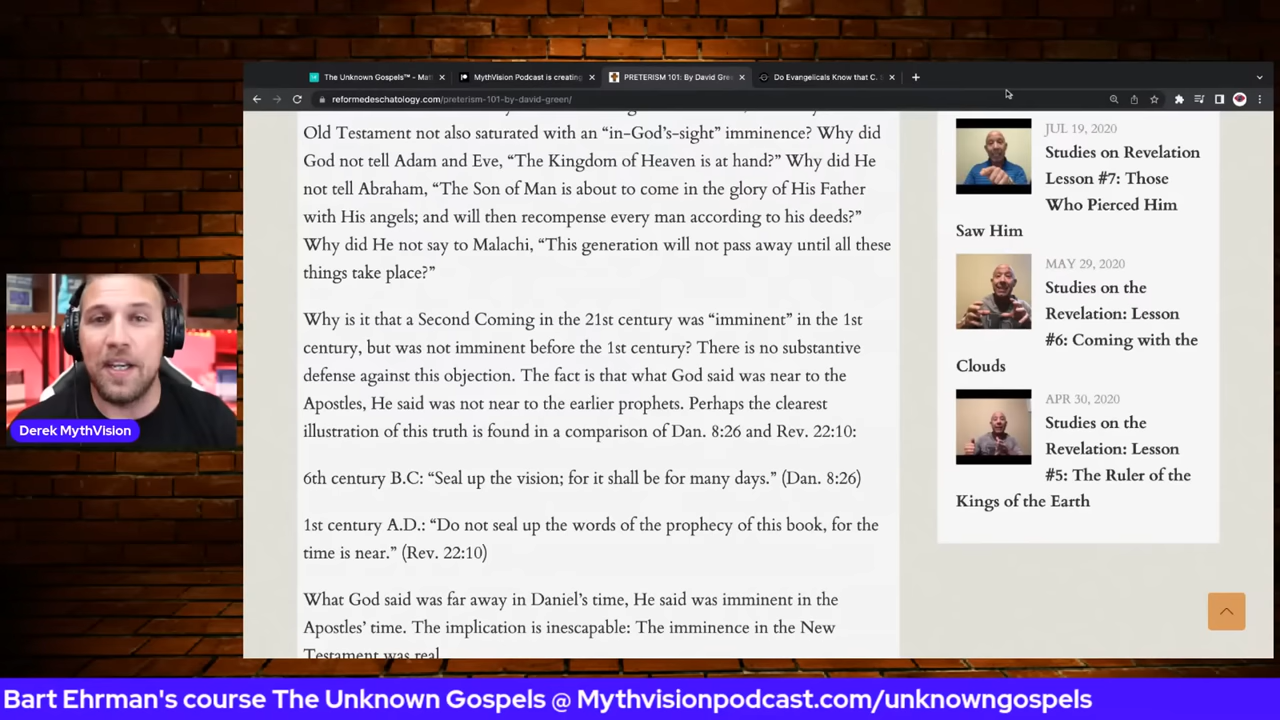 The Unknown Gospels™ - Mat
MythVision Podcast is creating
PRETERISM 101: By David Gre
Do Evangelicals Know that C. S
reformedeschatology.com/preterism-101-by-david-green/
Old Testament not also saturated with an “in-God’s-sight” imminence? Why did
God not tell Adam and Eve, “The Kingdom of Heaven is at hand?” Why did He
not tell Abraham, “The Son of Man is about to come in the glory of His Father
with His angels; and will then recompense every man according to his deeds?”
Why did He not say to Malachi, “This generation will not pass away until all these
things take place?”
Why is it that a Second Coming in the 21st century was “imminent” in the 1st
century, but was not imminent before the 1st century? There is no substantive
defense against this objection. The fact is that what God said was near to the
Apostles, He said was not near to the earlier prophets. Perhaps the clearest
illustration of this truth is found in a comparison of Dan. 8:26 and Rev. 22:10:
6th century B.C: “Seal up the vision; for it shall be for many days.” (Dan. 8:26)
1st century A.D.: “Do not seal up the words of the prophecy of this book, for the
time is near.” (Rev. 22:10)
What God said was far away in Daniel’s time, He said was imminent in the
Apostles’ time. The implication is inescapable: The imminence in the New
Testament was real
JUL 19, 2020
Studies on Revelation
Lesson #7: Those
Who Pierced Him
Saw Him
MAY 29, 2020
Studies on the
Revelation: Lesson
#6: Coming with the
Clouds
APR 30, 2020
Studies on the
Revelation: Lesson
#5: The Ruler of the
Kings of the Earth
Derek MythVision
Bart Ehrman's course The Unknown Gospels @ Mythvisionpodcast.com/unknowngospels